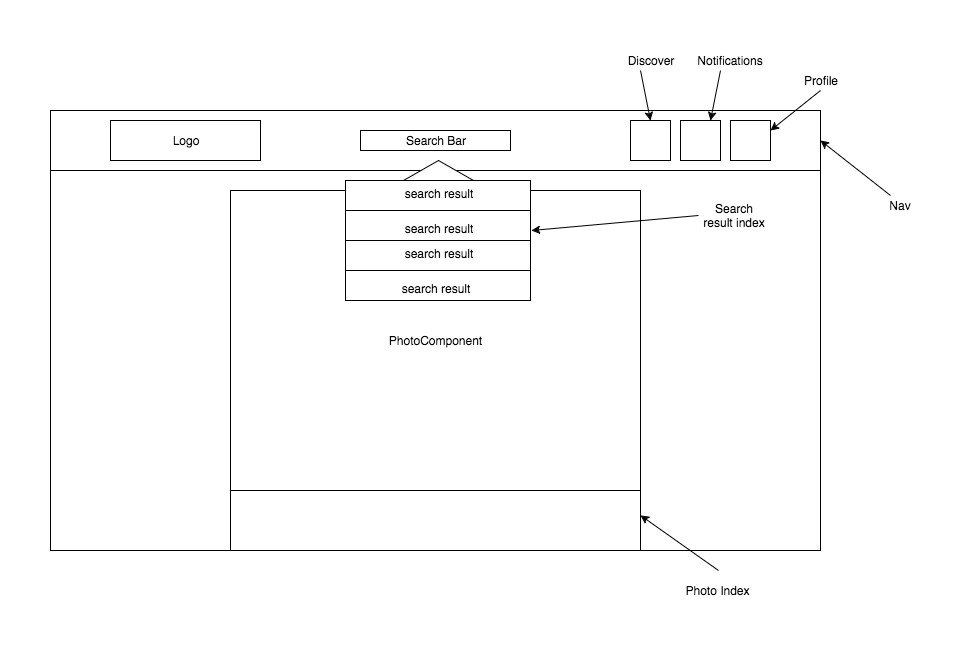 Discover
Notifications
Profile
Logo
Search Bar
Nav
search result
search result
search result
search result
Search
result index
PhotoComponent
Photo Index